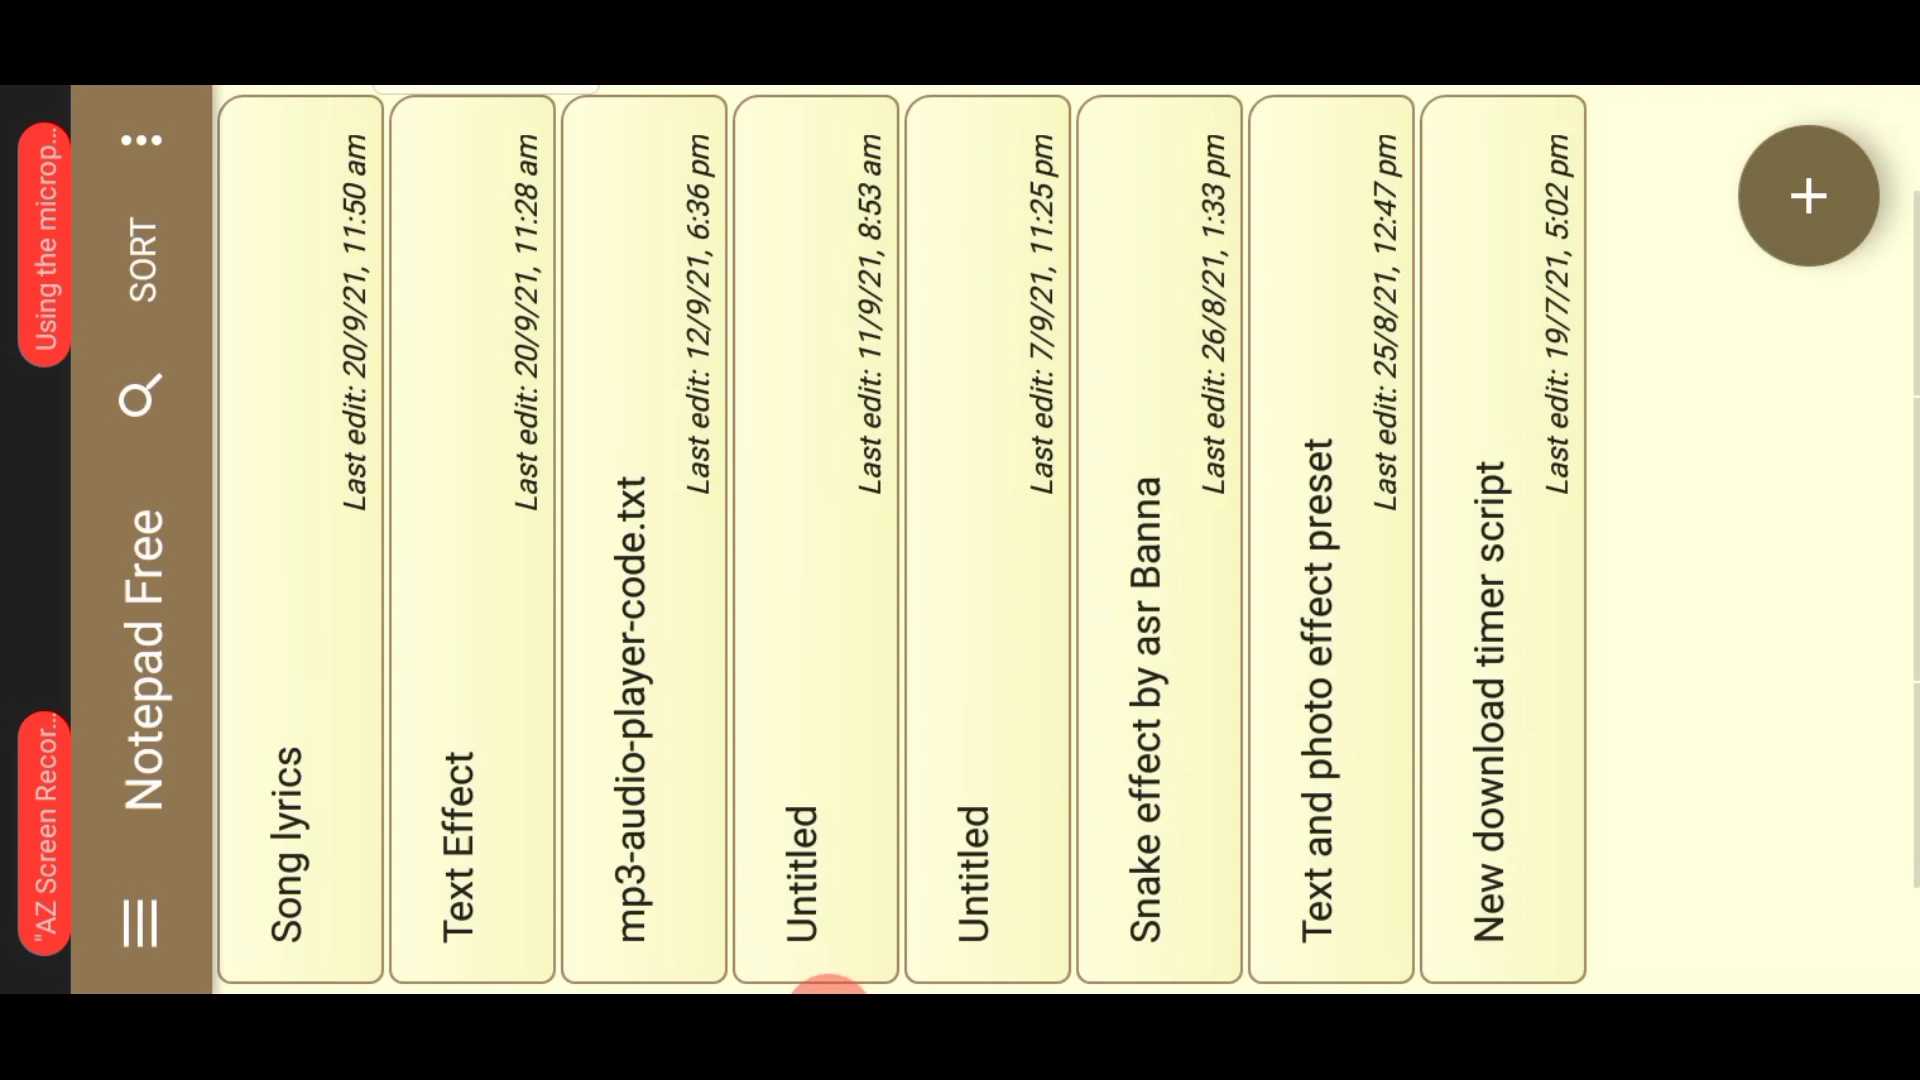 "AZ Screen Recor...
Using the microp...
Notepad Free
SORT
Song lyrics
Last edit: 20/9/21, 11:50 am
Text Effect
Last edit: 20/9/21, 11:28 am
mp3-audio-player-code.txt
Last edit: 12/9/21, 6:36 pm
Untitled
Last edit: 11/9/21, 8:53 am
Untitled
Last edit: 7/9/21, 11:25 pm
Snake effect by asr Banna
Last edit: 26/8/21, 1:33 pm
Text and photo effect preset
Last edit: 25/8/21, 12:47 pm
New download timer script
Last edit: 19/7/21, 5:02 pm